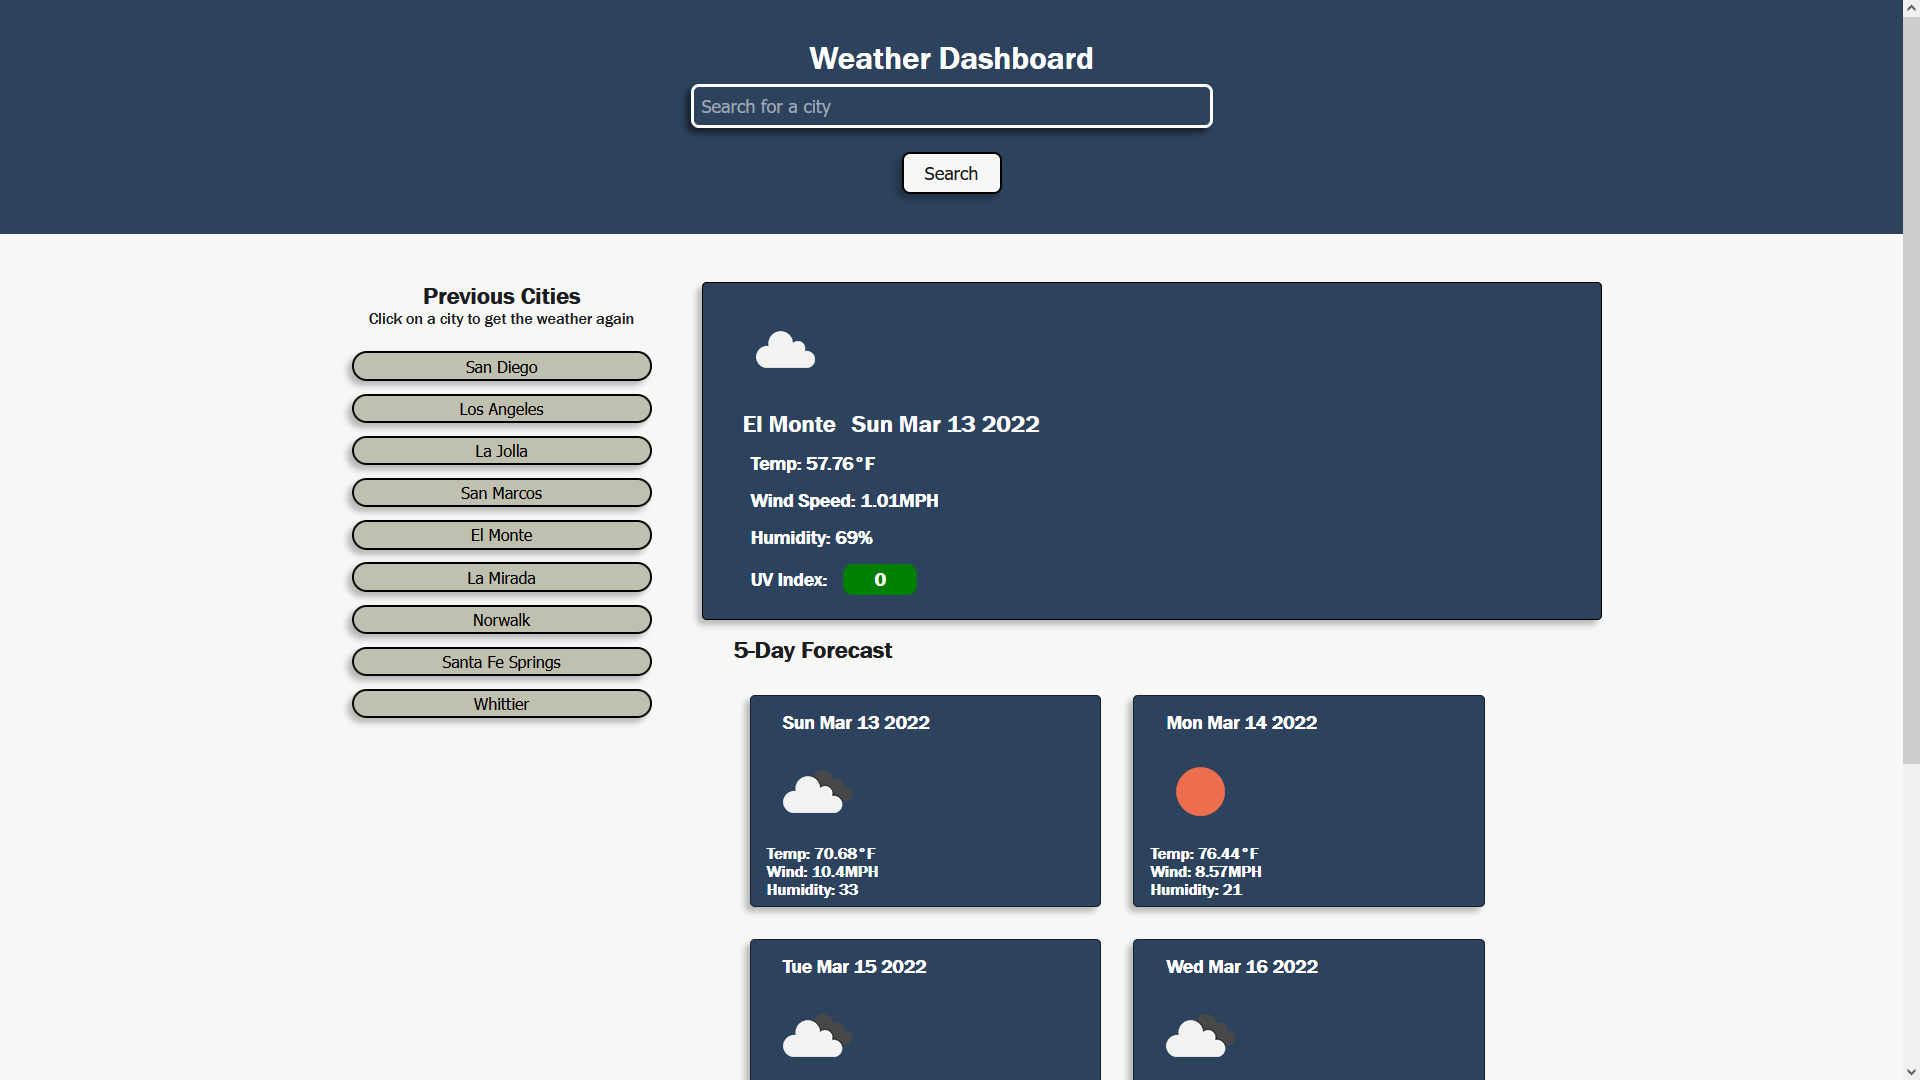 Weather Dashboard
Search for a city
Search
Previous Cities
Click on a city to get the weather again
San Diego
Los Angeles
La Jolla
San Marcos
El Monte
La Mirada
Norwalk
Santa Fe Springs
Whittier
El Monte Sun Mar 13 2022
Temp: 57.76°F
Wind Speed: 1.01MPH
Humidity: 69%
UV Index: 0
5-Day Forecast
Sun Mar 13 2022
Temp: 70.68°F
Wind: 10.4MPH
Humidity: 33
Mon Mar 14 2022
Temp: 76.44°F
Wind: 8.57MPH
Humidity: 21
Tue Mar 15 2022
Wed Mar 16 2022